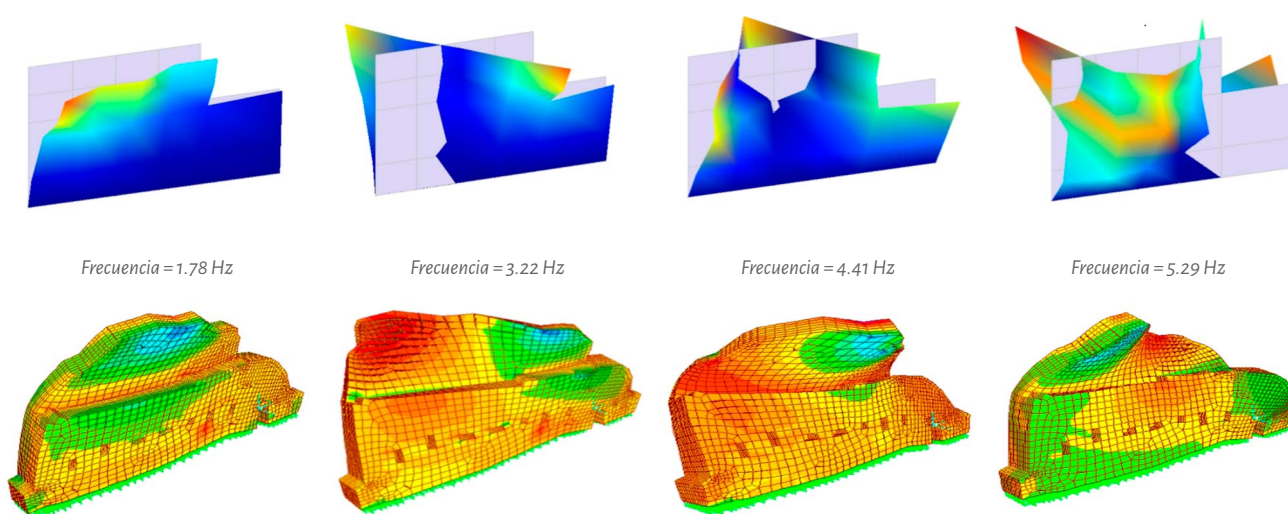 Frecuencia = 1.78 Hz
Frecuencia = 3.22 Hz
Frecuencia = 4.41 Hz
Frecuencia = 5.29 Hz